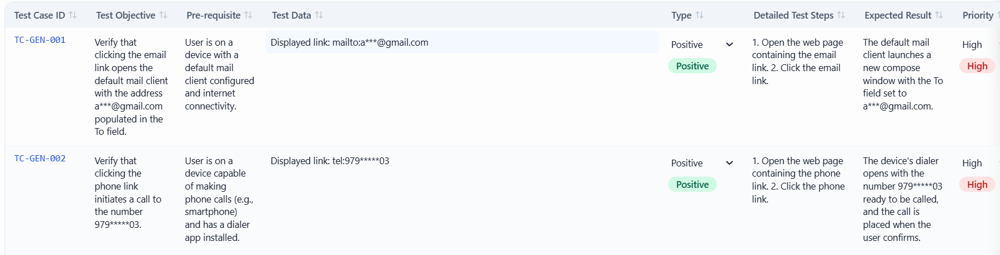 Test Case ID Test Objective Pre-requisite Test Data Type Detailed Test Steps Expected Result Priority
TC-GEN-001
Verify that
clicking the email
link opens the
default mail client
with the address
a***@gmail.com
populated in the
To field.
User is on a
device with a
default mail
client configured
and internet
connectivity.
Displayed link: mailto:a***@gmail.com
Positive
Positive
1. Open the web page
containing the email
link. 2. Click the email
link.
The default mail
client launches a
new compose
window with the To
field set to
a***@gmail.com.
High
High
TC-GEN-002
Verify that
clicking the
phone link
initiates a call to
the number
979*****03.
User is on a
device capable
of making
phone calls (e.g.,
smartphone)
and has a dialer
app installed.
Displayed link: tel:979*****03
Positive
Positive
1. Open the web page
containing the phone
link. 2. Click the phone
link.
The device's dialer
opens with the
number 979*****03
ready to be called,
and the call is
placed when the
user confirms.
High
High